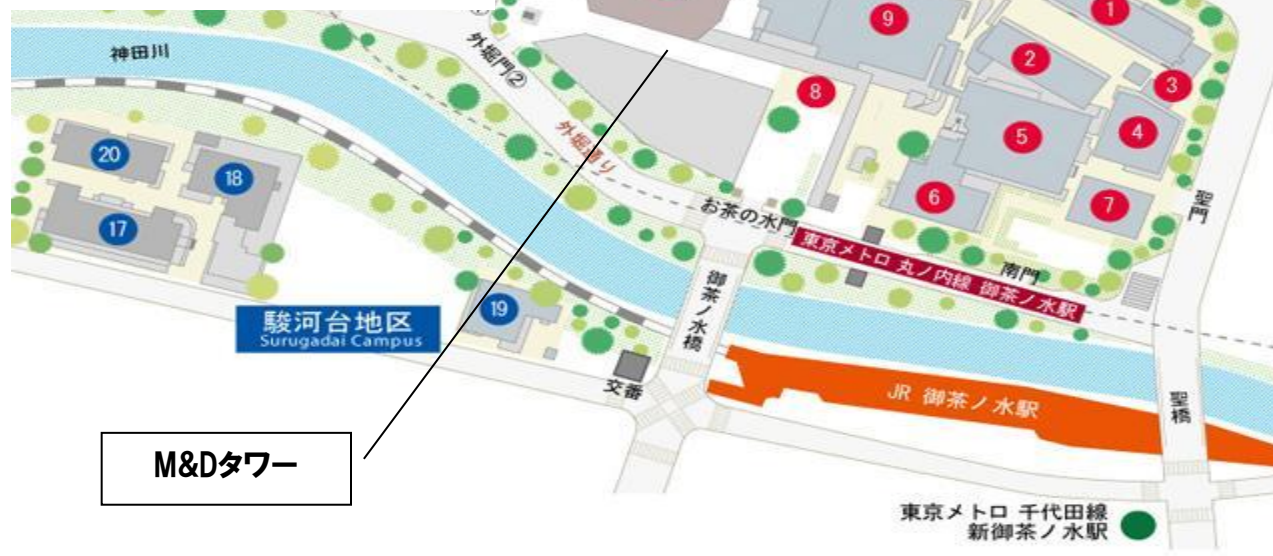 神田川
外堀門②
外堀通り
9
1
2
3
8
4
5
6
7
20
18
17
19
聖門
お茶の水門
東京メトロ 丸ノ内線 御茶ノ水駅
南門
御茶ノ水橋
駿河台地区
Surugadai Campus
交番
JR 御茶ノ水駅
聖橋
M&Dタワー
東京メトロ 千代田線
新御茶ノ水駅